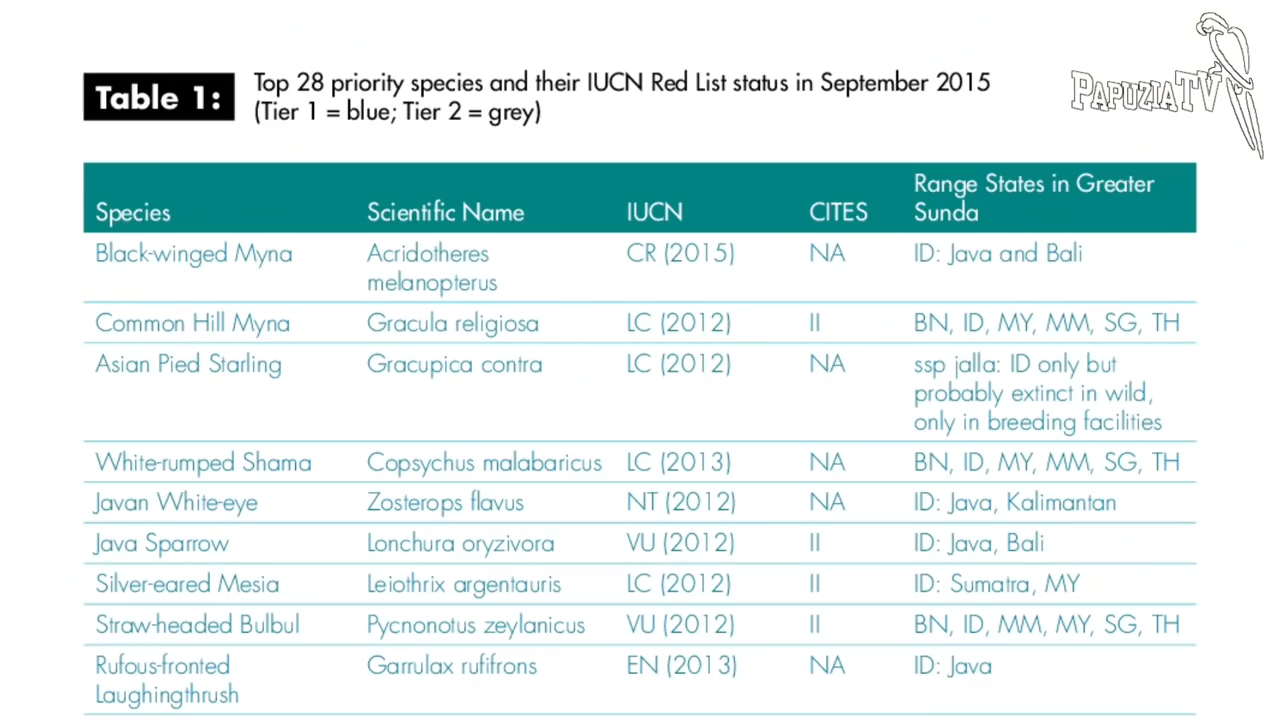 PAPUZIATV
Table 1:
Top 28 priority species and their IUCN Red List status in September 2015
(Tier 1 = blue; Tier 2 = grey)
Species Scientific Name IUCN CITES Range States in Greater
Sunda
Black-winged Myna Acridotheres CR (2015) NA ID: Java and Bali
melanopterus
Common Hill Myna Gracula religiosa LC (2012) II BN, ID, MY, MM, SG, TH
Asian Pied Starling Gracupica contra LC (2012) NA ssp jalla: ID only but
probably extinct in wild,
only in breeding facilities
White-rumped Shama Copsychus malabaricus LC (2013) NA BN, ID, MY, MM, SG, TH
Javan White-eye Zosterops flavus NT (2012) NA ID: Java, Kalimantan
Java Sparrow Lonchura oryzivora VU (2012) II ID: Java, Bali
Silver-eared Mesia Leiothrix argentauris LC (2012) II ID: Sumatra, MY
Straw-headed Bulbul Pycnonotus zeylanicus VU (2012) II BN, ID, MM, MY, SG, TH
Rufous-fronted Garrulax rufifrons EN (2013) NA ID: Java
Laughingthrush